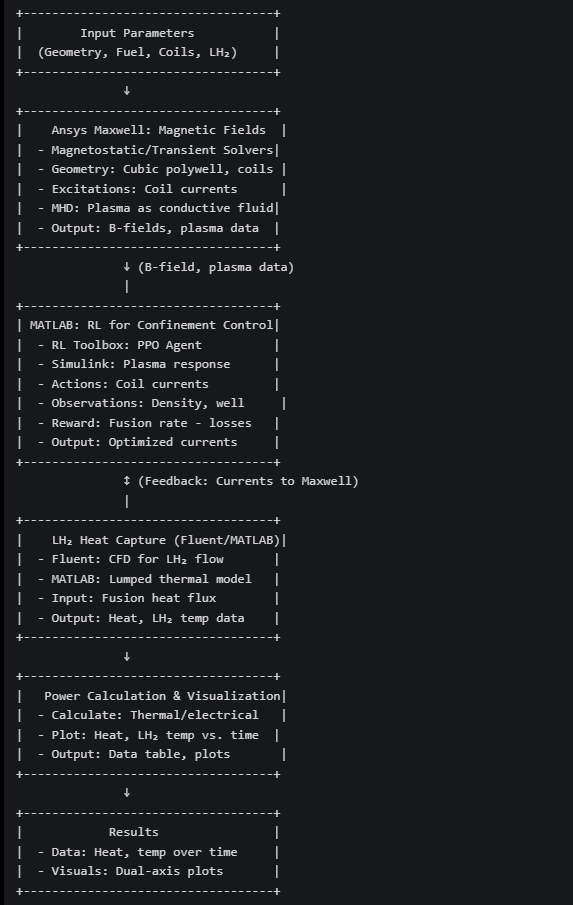 +----------------------------------+
|        Input Parameters          |
|  (Geometry, Fuel, Coils, LH₂)    |
+----------------------------------+
↓
+----------------------------------+
|    Ansys Maxwell: Magnetic Fields  |
|  - Magnetostatic/Transient Solvers|
|  - Geometry: Cubic polywell, coils |
|  - Excitations: Coil currents      |
|  - MHD: Plasma as conductive fluid|
|  - Output: B-fields, plasma data  |
+----------------------------------+
↓ (B-field, plasma data)
|
+----------------------------------+
| MATLAB: RL for Confinement Control|
|  - RL Toolbox: PPO Agent          |
|  - Simulink: Plasma response      |
|  - Actions: Coil currents         |
|  - Observations: Density, well     |
|  - Reward: Fusion rate - losses   |
|  - Output: Optimized currents     |
+----------------------------------+
↕ (Feedback: Currents to Maxwell)
|
+----------------------------------+
|    LH₂ Heat Capture (Fluent/MATLAB)|
|  - Fluent: CFD for LH₂ flow       |
|  - MATLAB: Lumped thermal model   |
|  - Input: Fusion heat flux        |
|  - Output: Heat, LH₂ temp data    |
+----------------------------------+
↓
+----------------------------------+
|   Power Calculation & Visualization|
|  - Calculate: Thermal/electrical   |
|  - Plot: Heat, LH₂ temp vs. time  |
|  - Output: Data table, plots       |
+----------------------------------+
↓
+----------------------------------+
|           Results                 |
|  - Data: Heat, temp over time     |
|  - Visuals: Dual-axis plots       |
+----------------------------------+